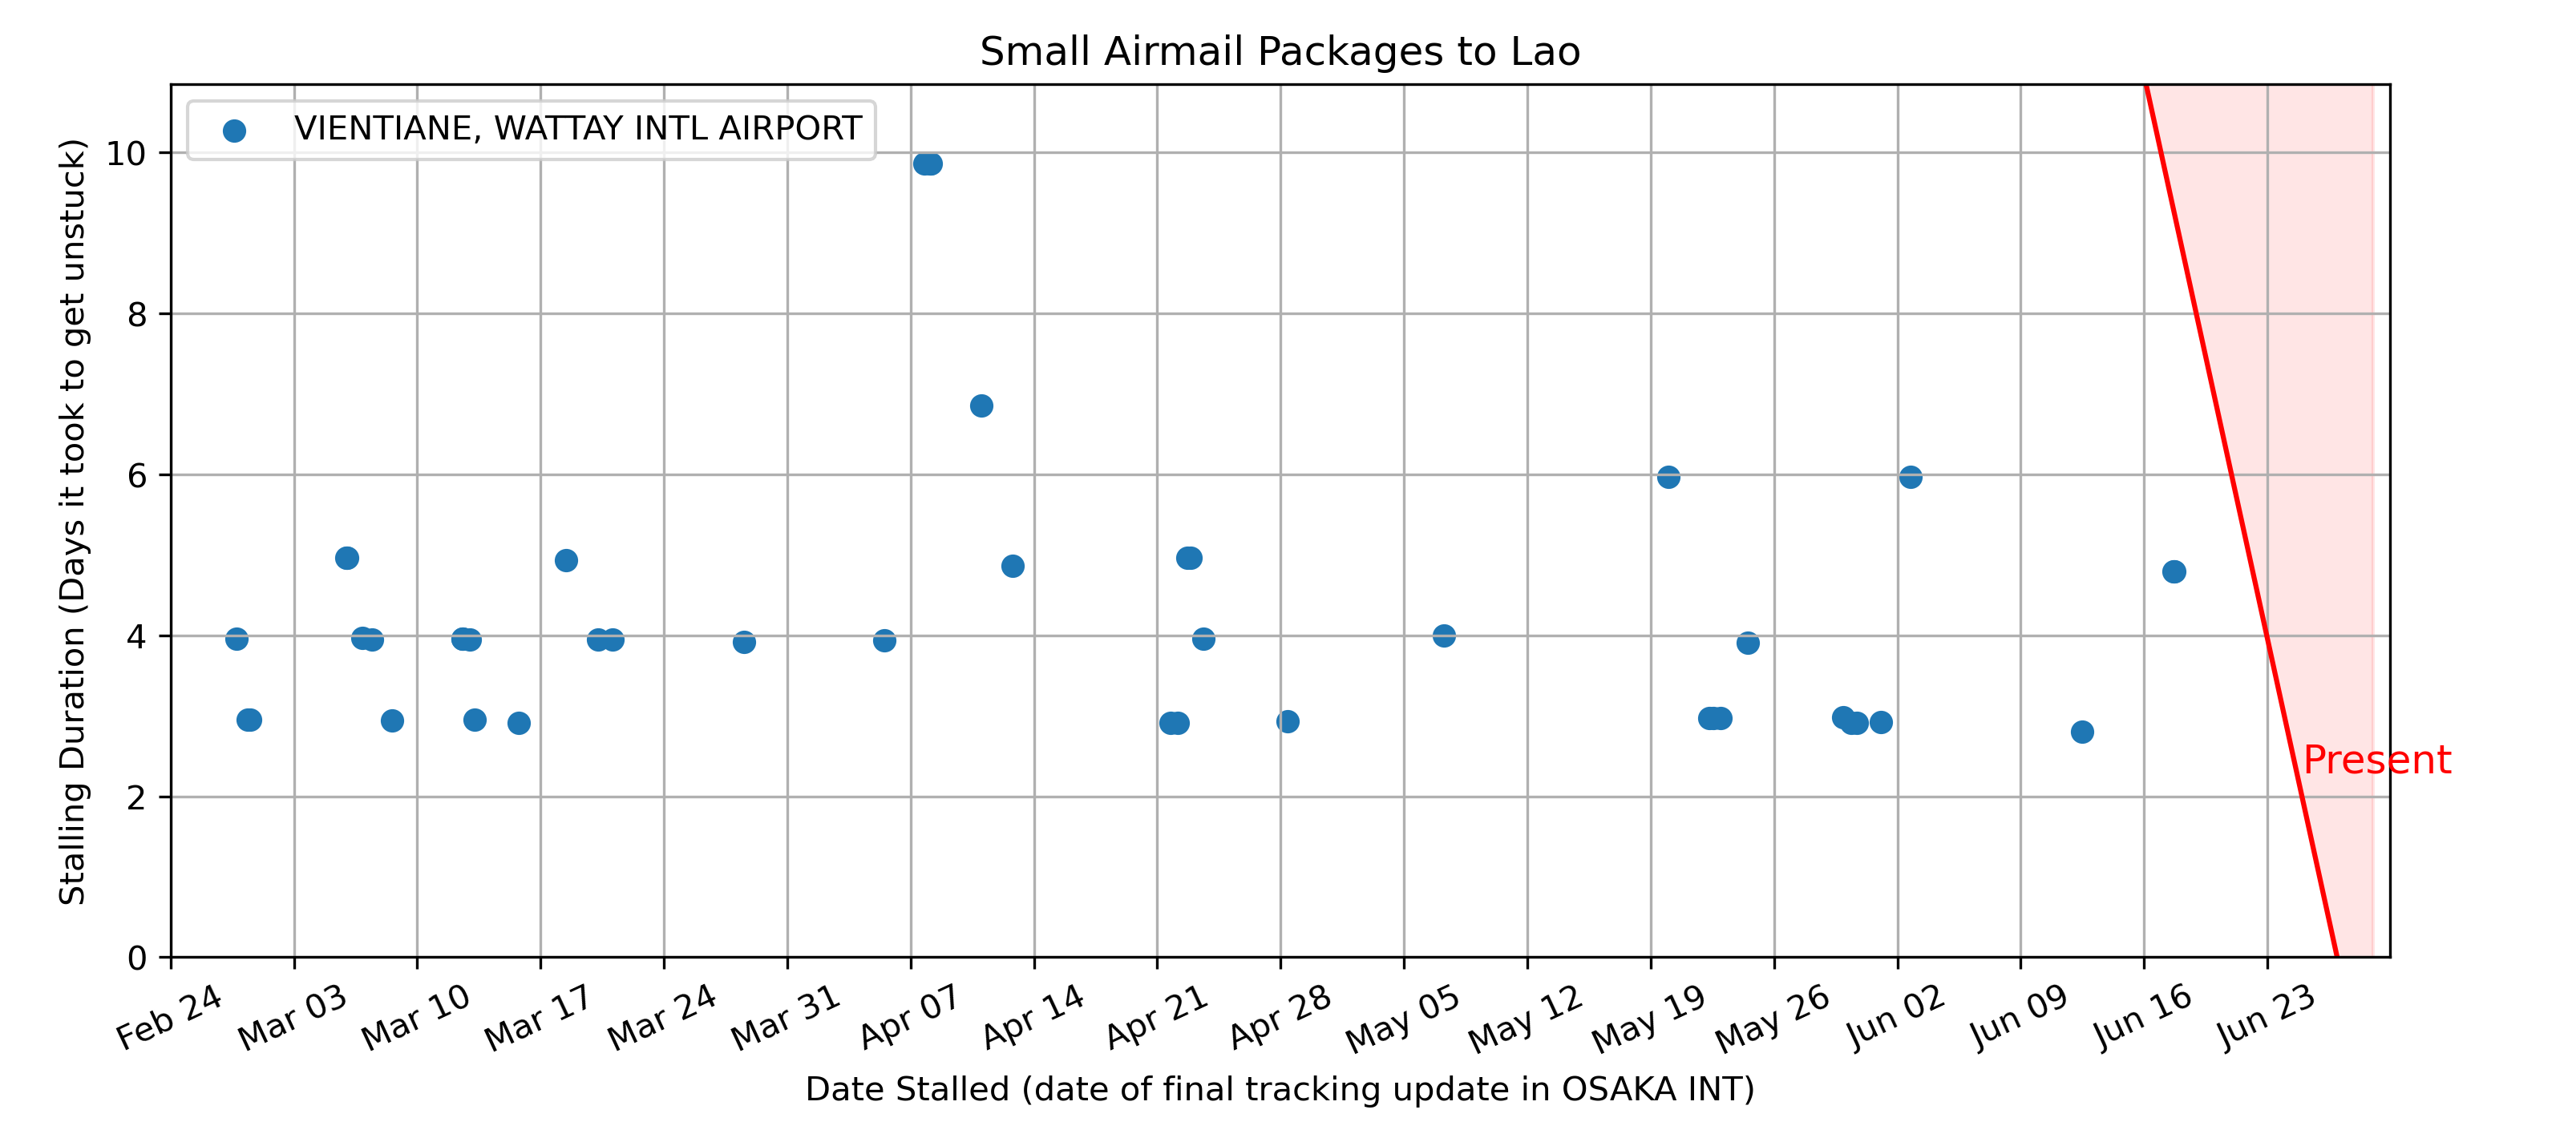 Small Airmail Packages to Lao
VIENTIANE, WATTAY INTL AIRPORT
Stalling Duration (Days it took to get unstuck)
10
8
6
4
2
0
Present
Feb 24
Mar 03
Mar 10
Mar 17
Mar 24
Mar 31
Apr 07
Apr 14
Apr 21
Apr 28
May 05
May 12
May 19
May 26
Jun 02
Jun 09
Jun 16
Jun 23
Date Stalled (date of final tracking update in OSAKA INT)